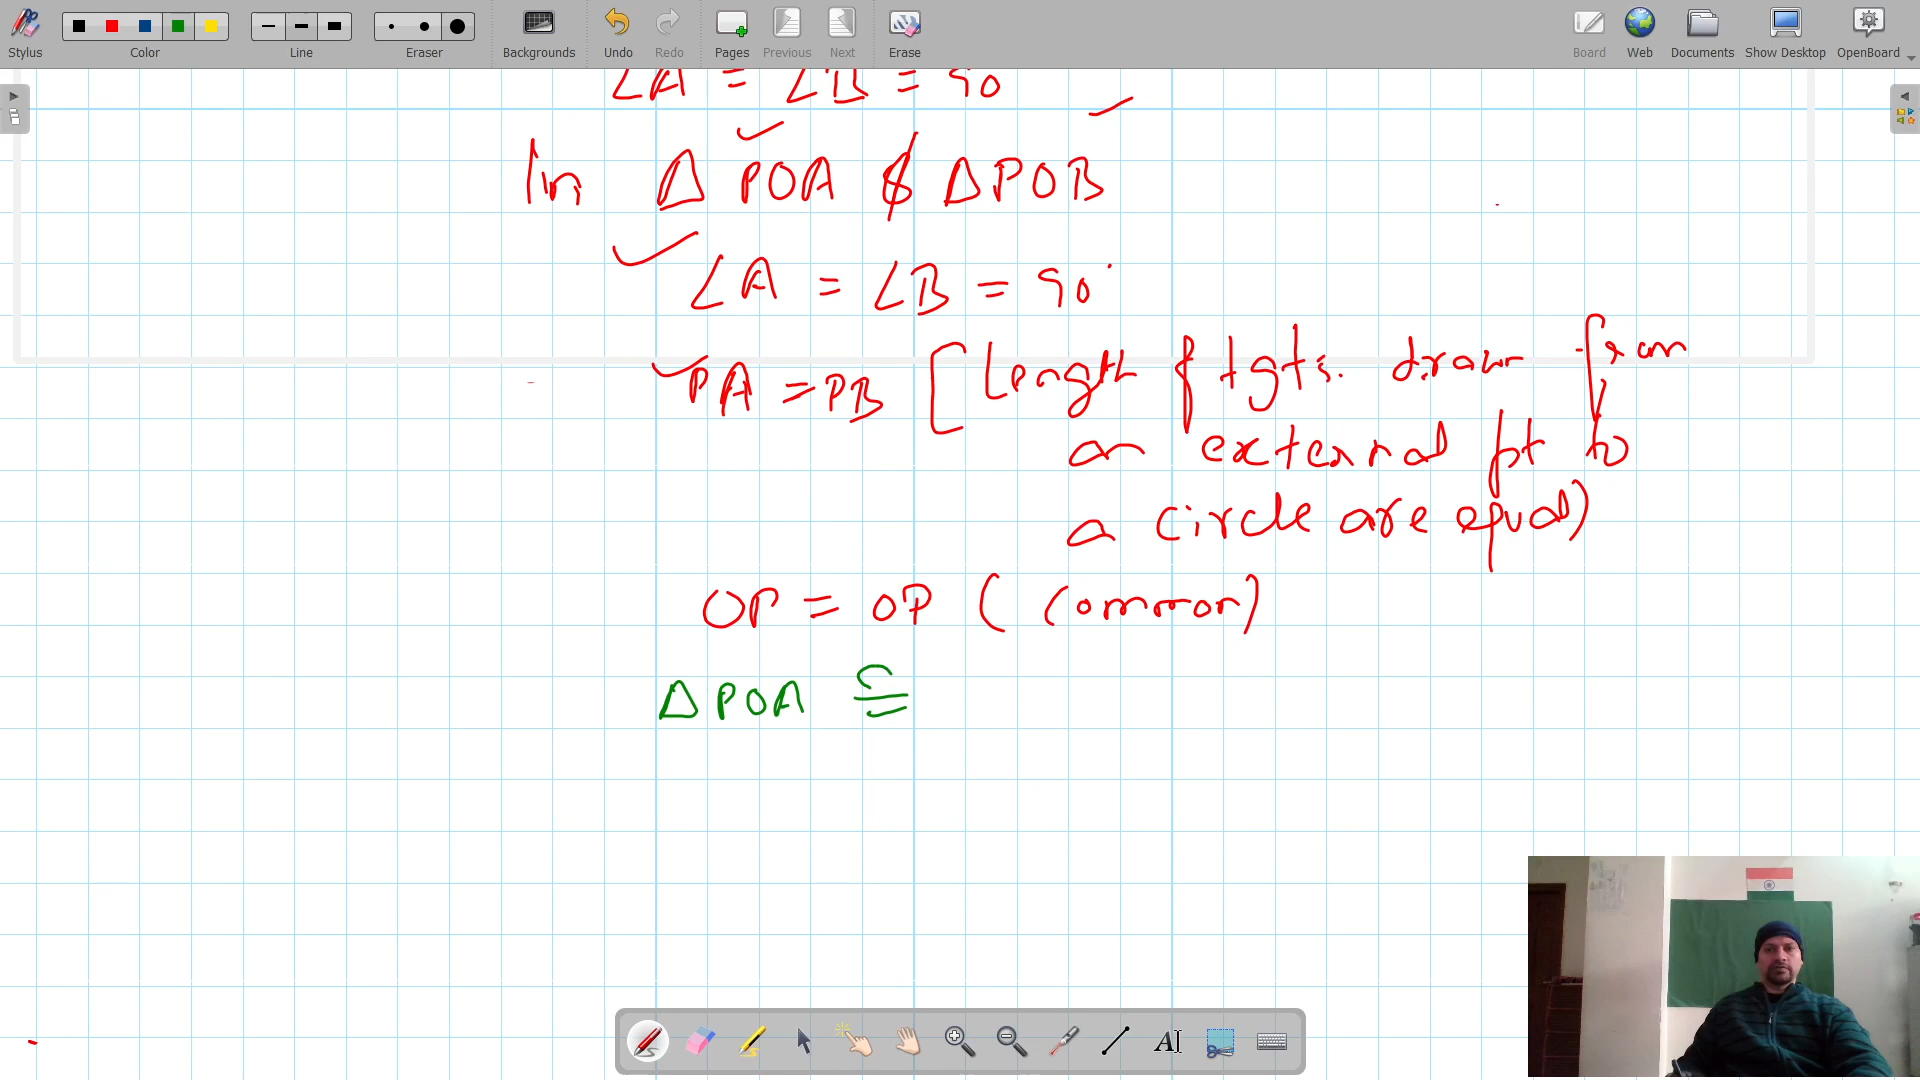 Stylus Color Line Eraser Backgrounds Undo Redo Pages Previous Next Erase Board Web Documents Show Desktop OpenBoard
∠A = ∠B = 90
In Δ POA & ΔPOB
∠A = ∠B = 90°
PA = PB [Length of tgts. drawn from
an external pt to
a circle are equal)
OP = OP (Common)
Δ POA ≅